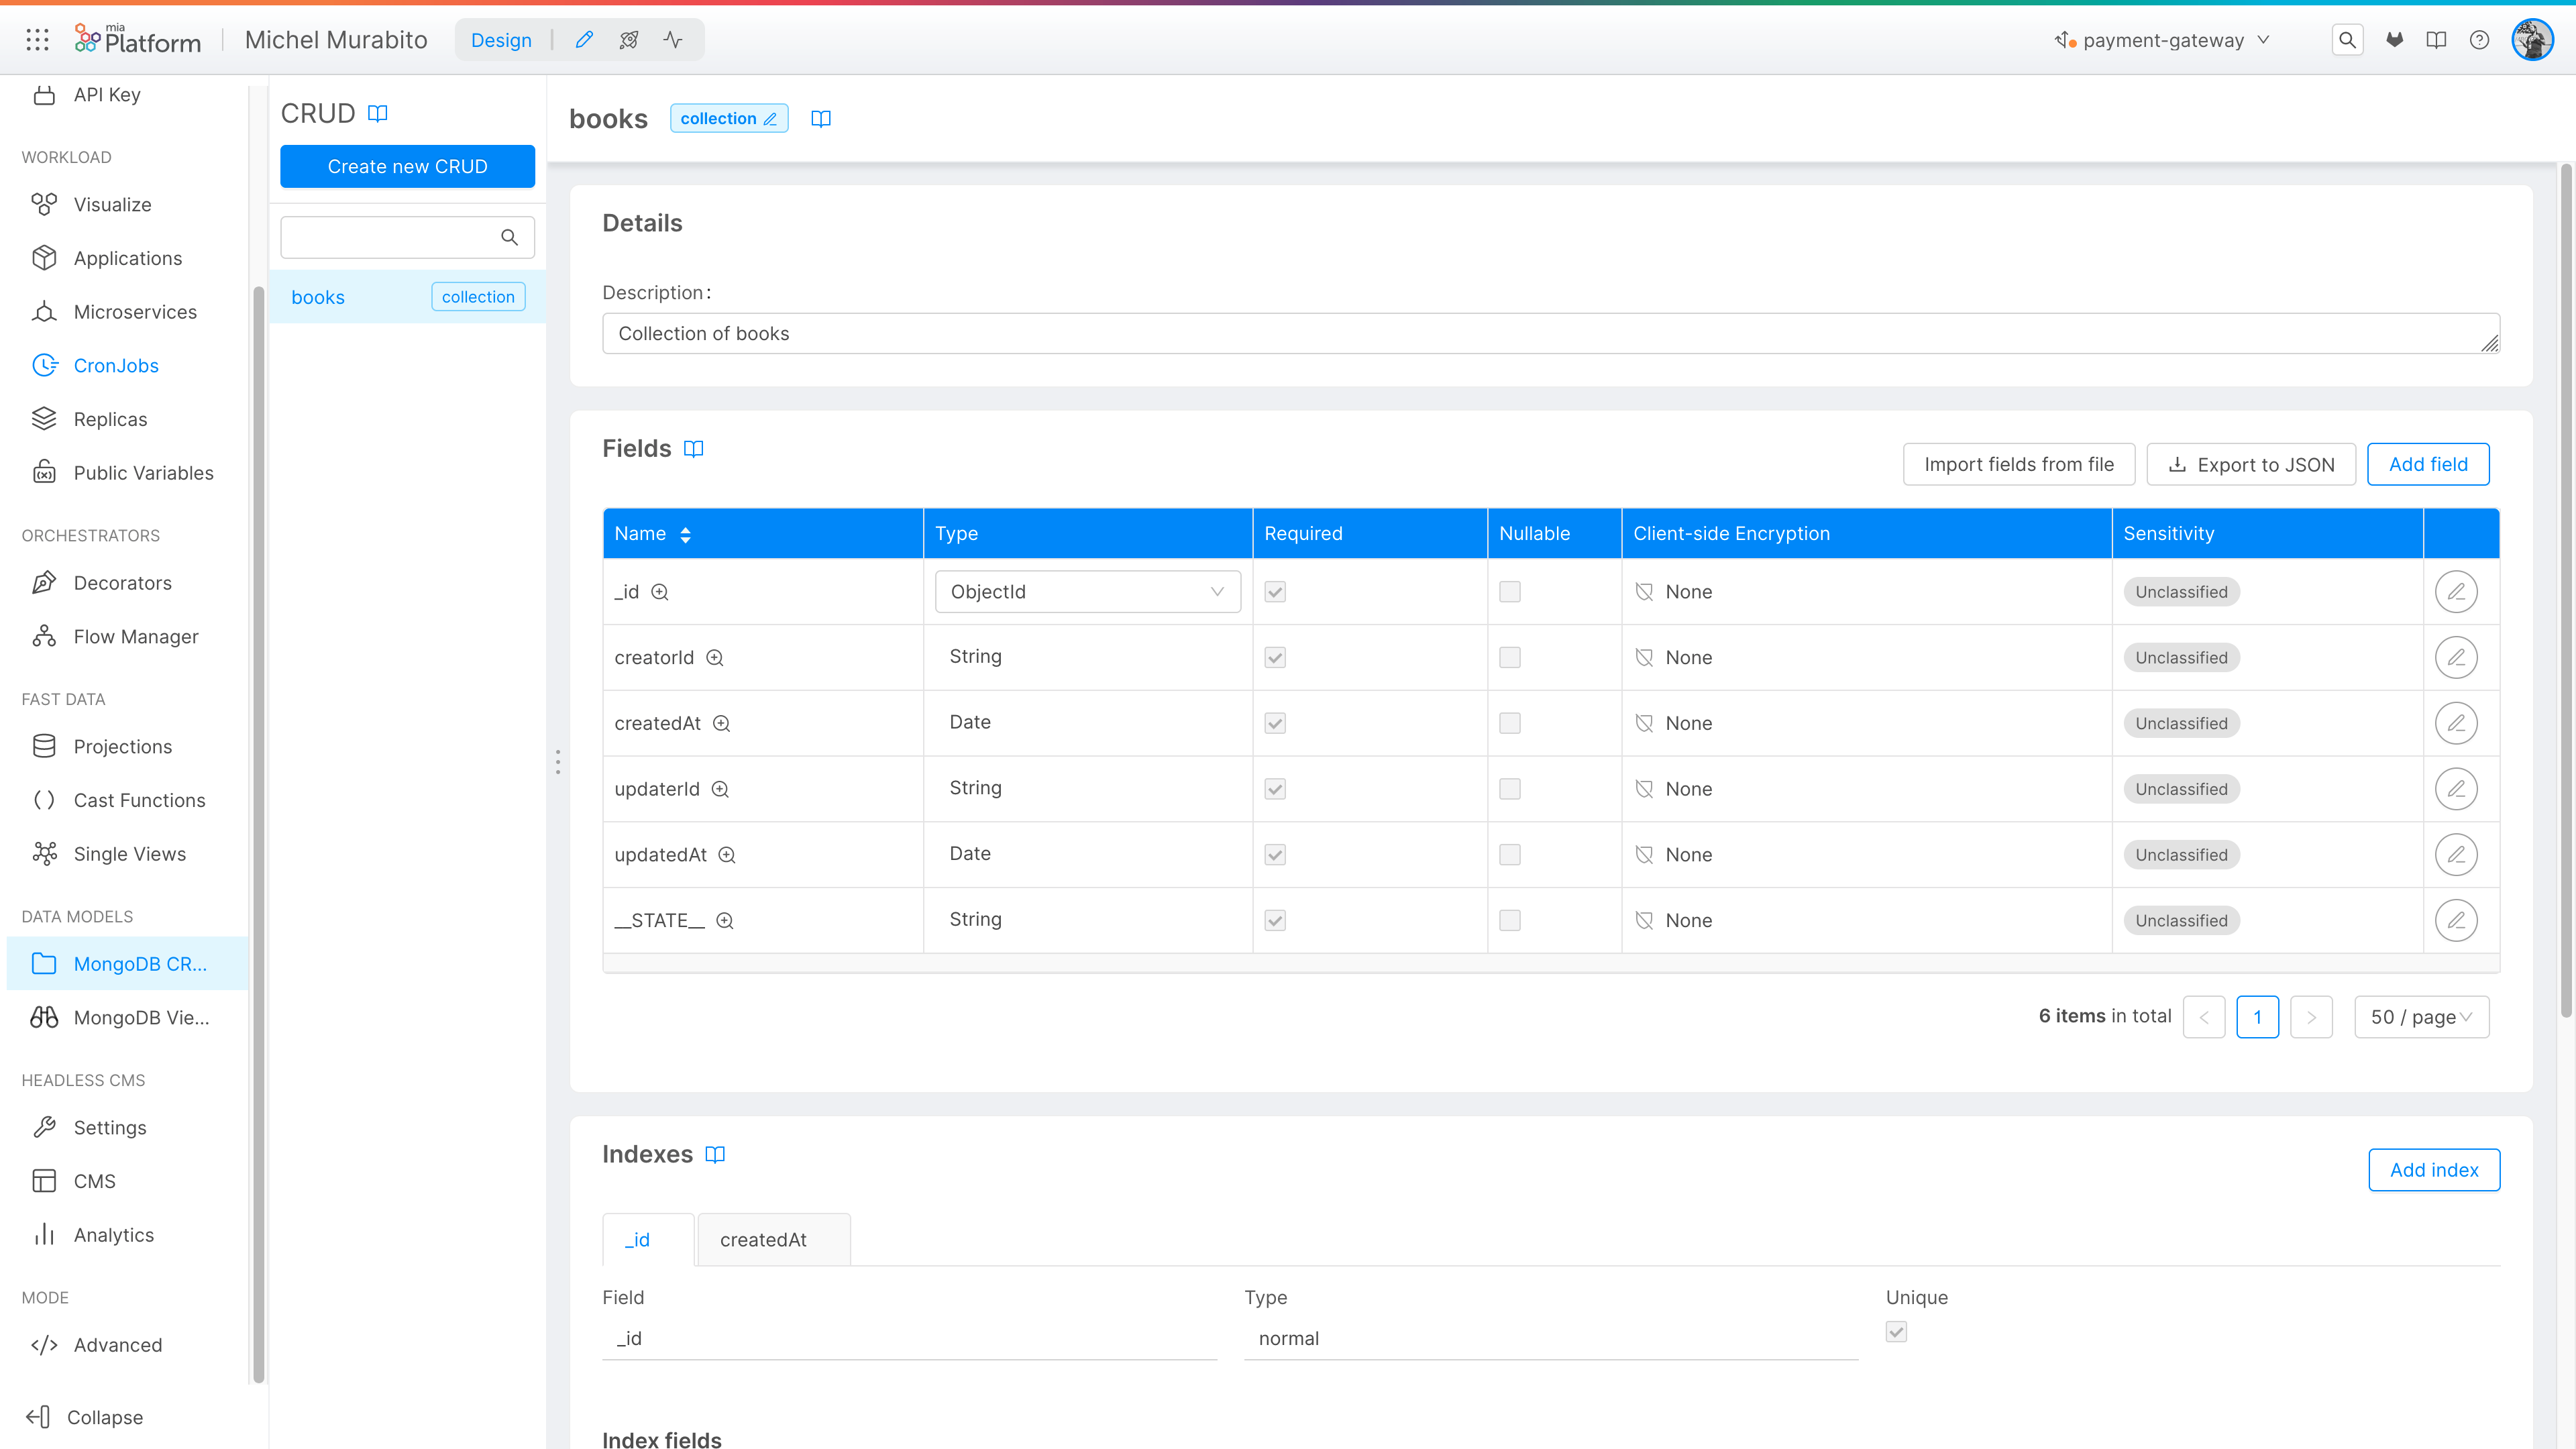 mia
Platform
Michel Murabito
Design
payment-gateway
API Key
WORKLOAD
Visualize
Applications
Microservices
CronJobs
Replicas
Public Variables
ORCHESTRATORS
Decorators
Flow Manager
FAST DATA
Projections
Cast Functions
Single Views
DATA MODELS
MongoDB CR...
MongoDB Vie...
HEADLESS CMS
Settings
CMS
Analytics
MODE
Advanced
Collapse
CRUD
Create new CRUD
books collection
books collection
Details
Description:
Collection of books
Fields
Import fields from file Export to JSON Add field
Name Type Required Nullable Client-side Encryption Sensitivity
_id ObjectId None Unclassified
creatorId String None Unclassified
createdAt Date None Unclassified
updaterId String None Unclassified
updatedAt Date None Unclassified
__STATE__ String None Unclassified
6 items in total < 1 > 50 / page
Indexes
Add index
_id createdAt
Field Type Unique
_id normal
Index fields